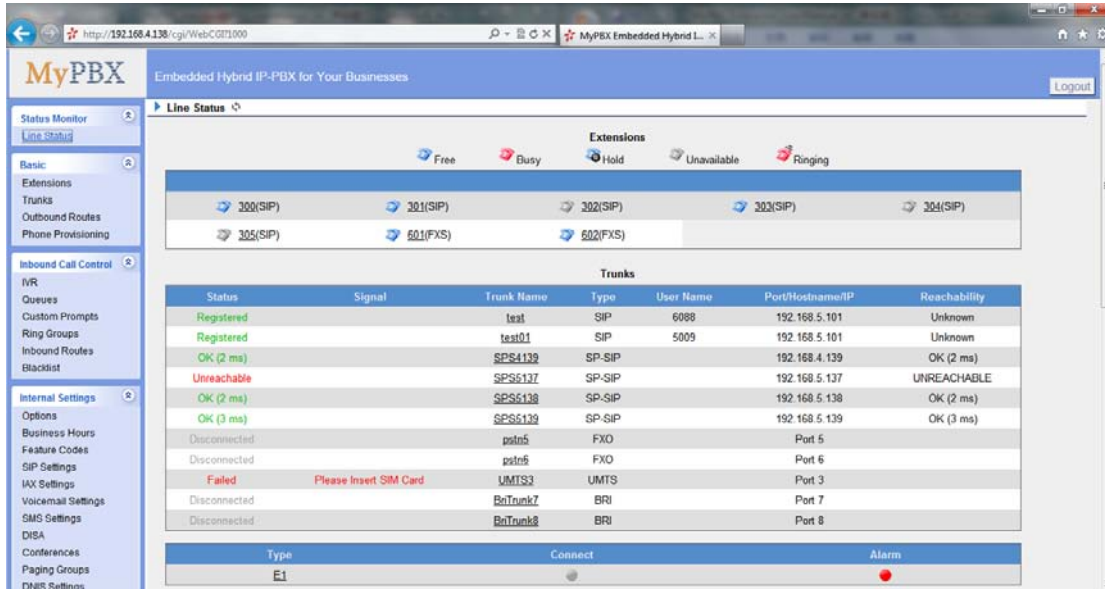 http://192.168.4.138/cgi/WebCGI?1000
MyPBX Embedded Hybrid I...
MyPBX
Embedded Hybrid IP-PBX for Your Businesses
Logout
Status Monitor
Line Status
Basic
Extensions
Trunks
Outbound Routes
Phone Provisioning
Inbound Call Control
IVR
Queues
Custom Prompts
Ring Groups
Inbound Routes
Blacklist
Internal Settings
Options
Business Hours
Feature Codes
SIP Settings
IAX Settings
Voicemail Settings
SMS Settings
DISA
Conferences
Paging Groups
DNIS Settings
Line Status
Extensions
Free Busy Hold Unavailable Ringing
300(SIP) 301(SIP) 302(SIP) 303(SIP) 304(SIP)
305(SIP) 601(FXS) 602(FXS)
Trunks
Status Signal Trunk Name Type User Name Port/Hostname/IP Reachability
Registered test SIP 6088 192.168.5.101 Unknown
Registered test01 SIP 5009 192.168.5.101 Unknown
OK (2 ms) SPS4139 SP-SIP 192.168.4.139 OK (2 ms)
Unreachable SPS5137 SP-SIP 192.168.5.137 UNREACHABLE
OK (2 ms) SPS5138 SP-SIP 192.168.5.138 OK (2 ms)
OK (3 ms) SPS5139 SP-SIP 192.168.5.139 OK (3 ms)
Disconnected pstn5 FXO Port 5
Disconnected pstn6 FXO Port 6
Failed Please Insert SIM Card UMTS3 UMTS Port 3
Disconnected BriTrunk7 BRI Port 7
Disconnected BriTrunk8 BRI Port 8
Type Connect Alarm
E1